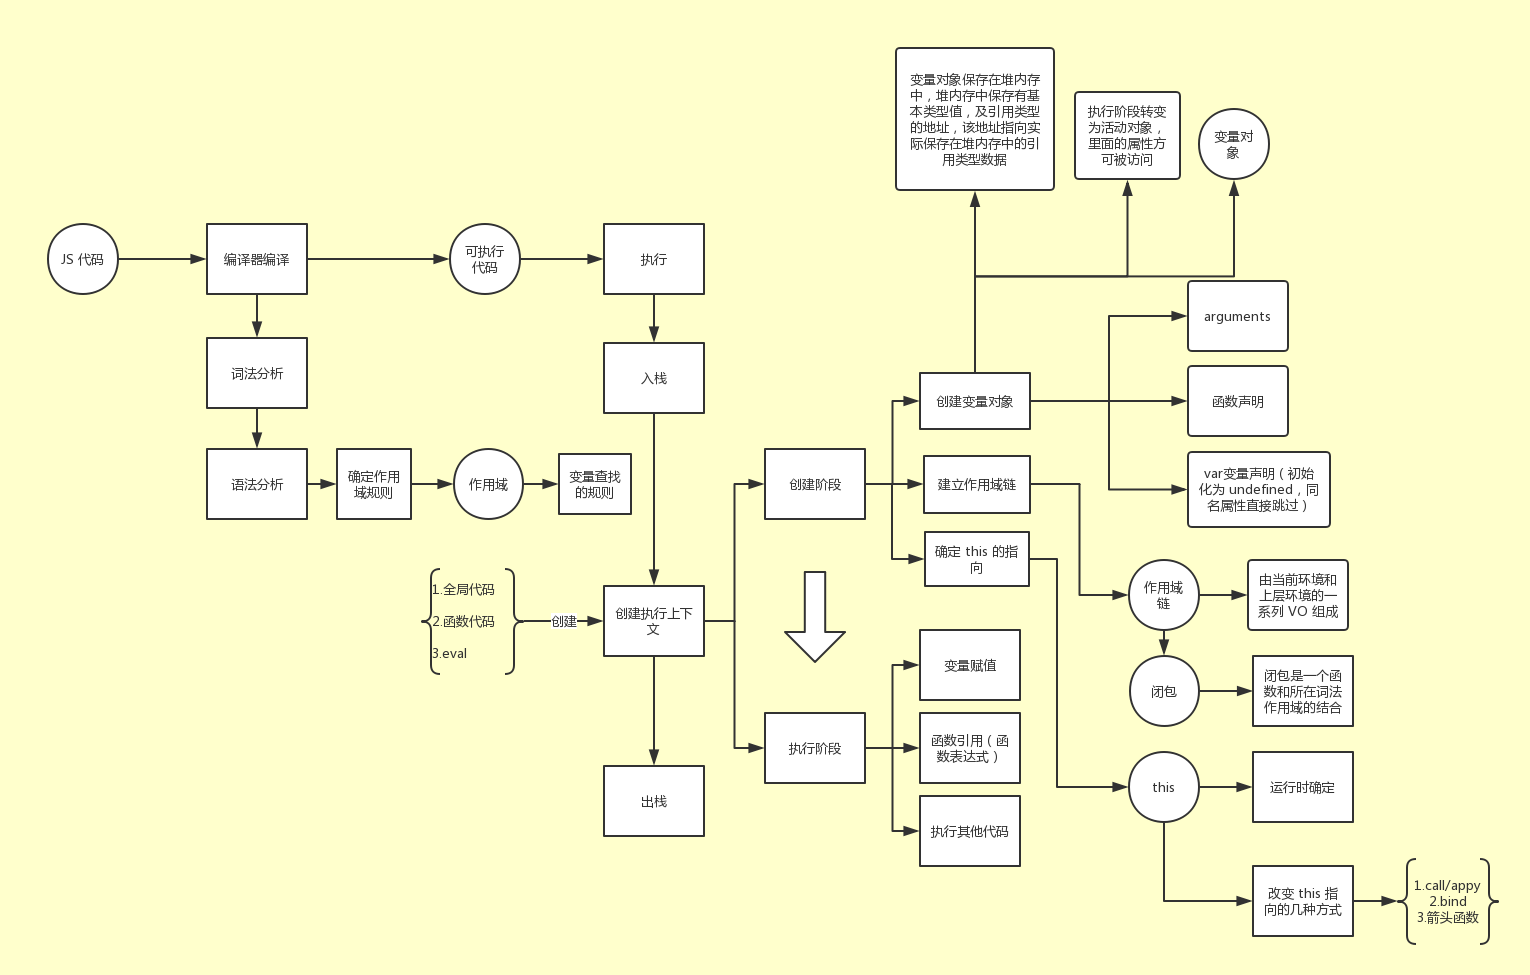 变量对象保存在堆内存
中，堆内存中保存有基
本类型值，及引用类型
的地址，该地址指向实
际保存在堆内存中的引
用类型数据
执行阶段转变
为活动对象，
里面的属性方
可被访问
变量对
象
JS 代码
编译器编译
可执行
代码
执行
arguments
词法分析
入栈
创建变量对象
函数声明
语法分析
确定作用
域规则
作用域
变量查找
的规则
创建阶段
建立作用域链
var变量声明（初始
化为 undefined，同
名属性直接跳过）
确定 this 的指
向
1.全局代码
2.函数代码
3.eval
创建
创建执行上下
文
作用域
链
由当前环境和
上层环境的一
系列 VO 组成
变量赋值
闭包
闭包是一个函
数和所在词法
作用域的结合
执行阶段
函数引用（函
数表达式）
this
运行时确定
出栈
执行其他代码
改变 this 指
向的几种方式
1.call/appy
2.bind
3.箭头函数